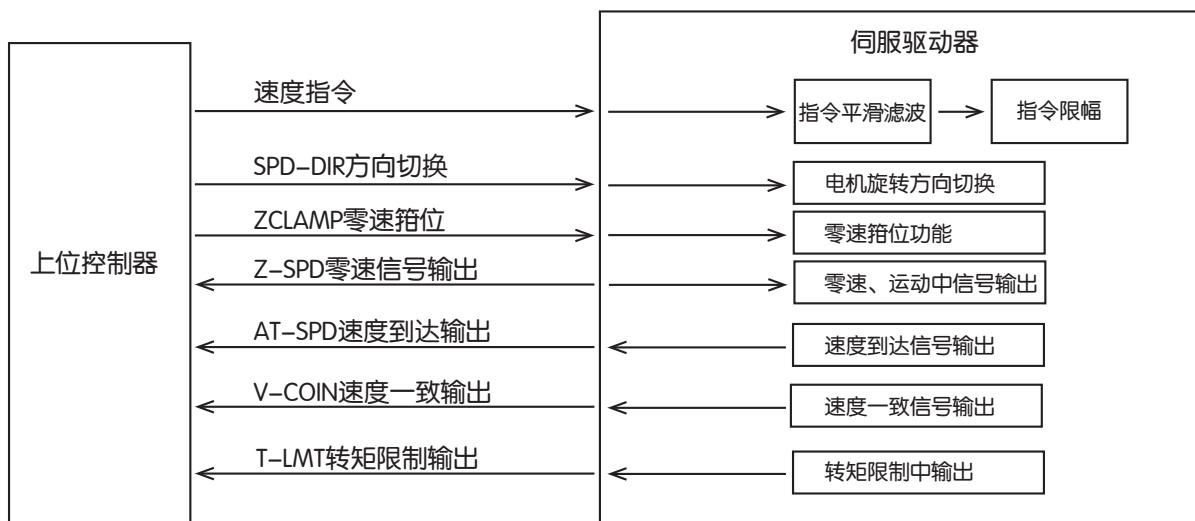 伺服驱动器
速度指令
指令平滑滤波
指令限幅
SPD-DIR方向切换
电机旋转方向切换
ZCLAMP零速箝位
零速箝位功能
上位控制器
Z-SPD零速信号输出
零速、运动中信号输出
AT-SPD速度到达输出
速度到达信号输出
V-COIN速度一致输出
速度一致信号输出
T-LMT转矩限制输出
转矩限制中输出